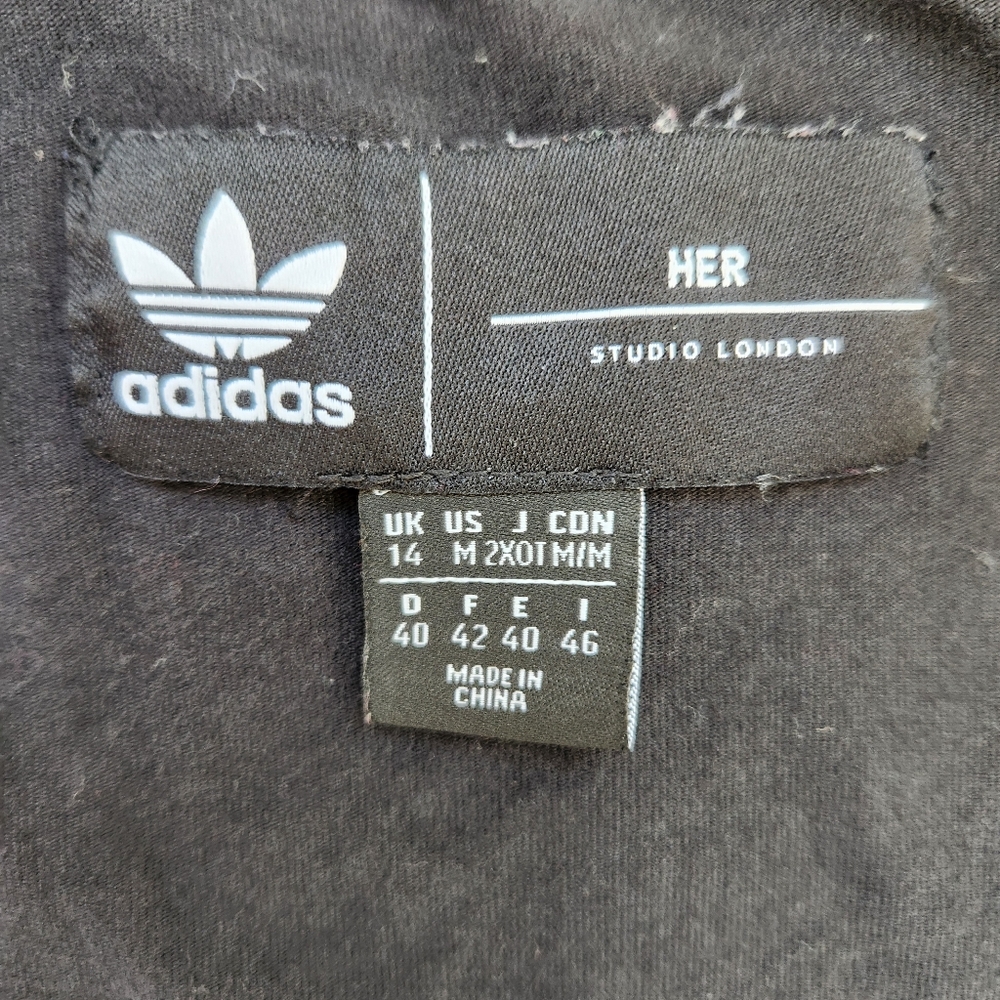 adidas
HER
STUDIO LONDON
UK US J CDN
14 M 2XOT M/M
D F E I
40 42 40 46
MADE IN
CHINA